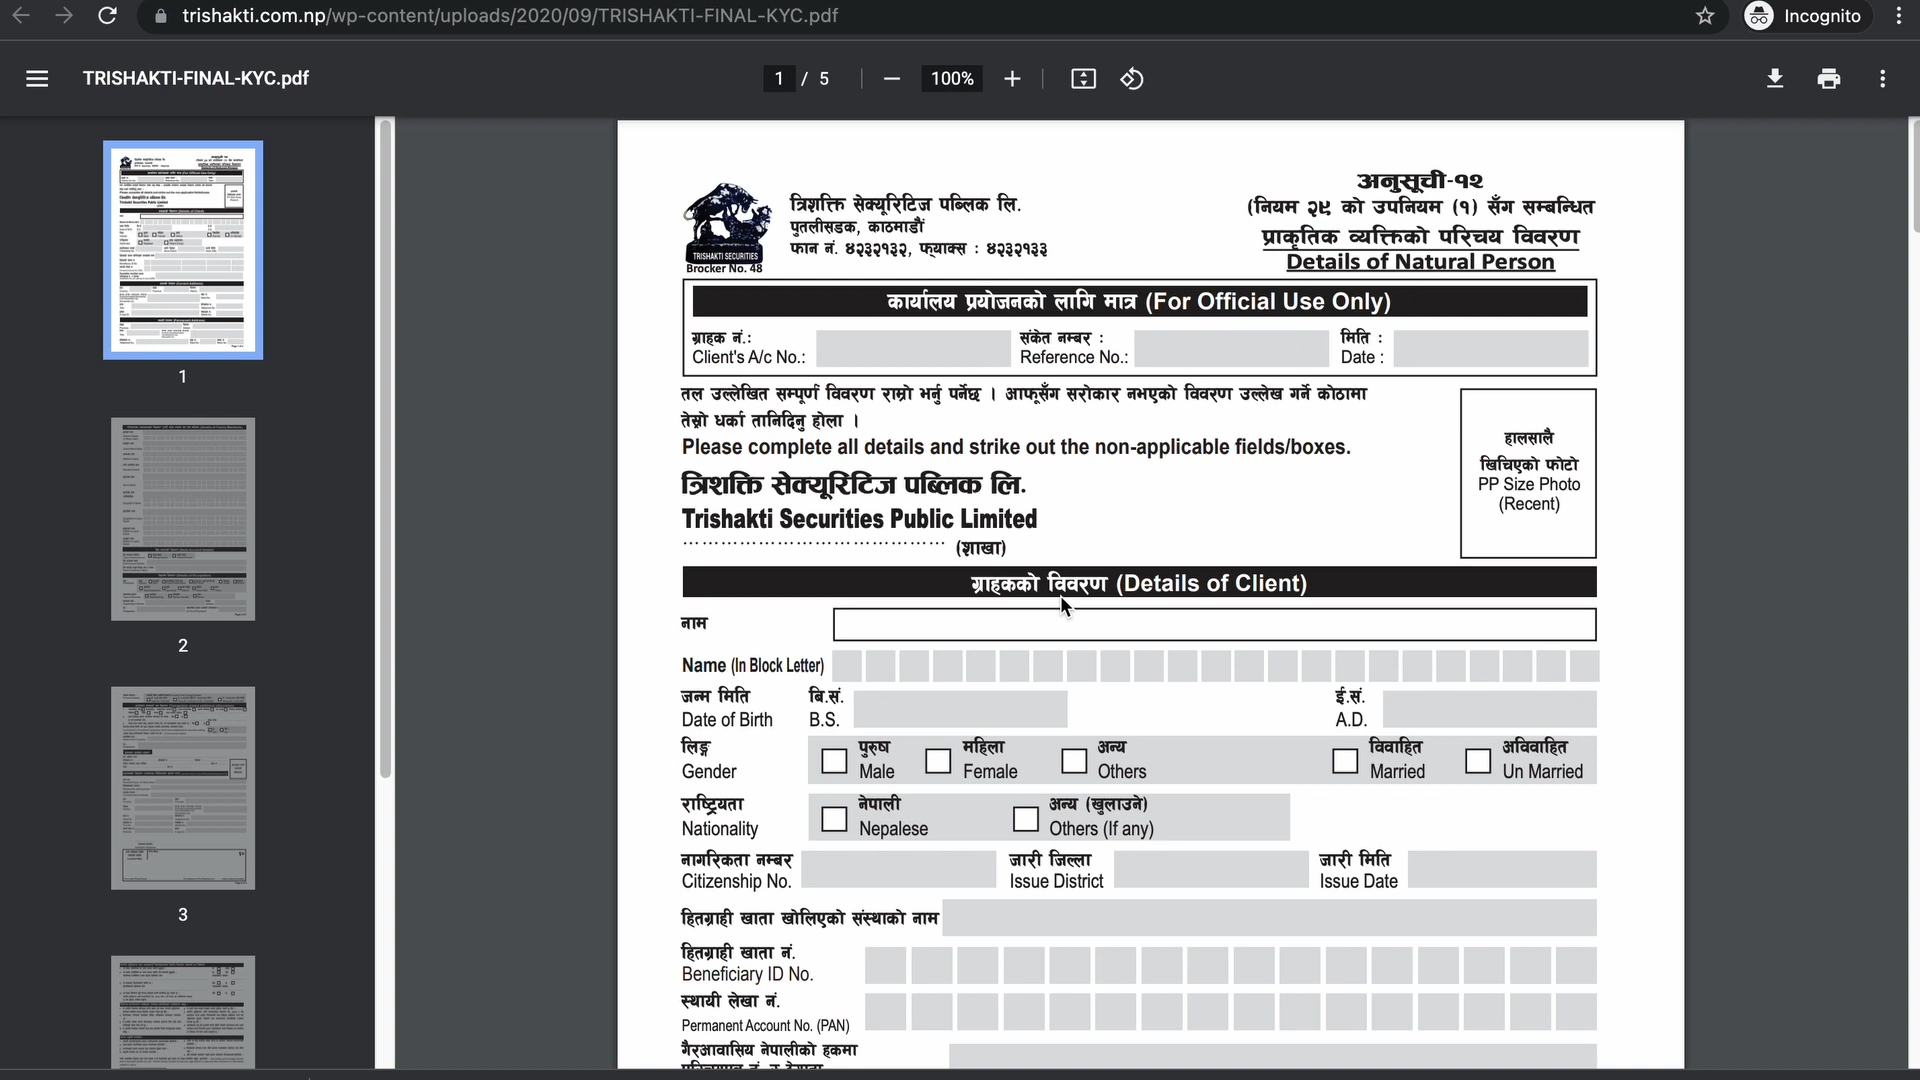 trishakti.com.np/wp-content/uploads/2020/09/TRISHAKTI-FINAL-KYC.pdf
Incognito
TRISHAKTI-FINAL-KYC.pdf
1 / 5
100%
1
2
3
TRISHAKTI SECURITIES
Brocker No. 48
त्रिशक्ति सेक्यूरिटिज पब्लिक लि.
पुतलीसडक, काठमाडौं
फान नं. ४२३२१३२, फ्याक्स : ४२३२१३३
अनुसूची-१२
(नियम २९ को उपनियम (१) सँग सम्बन्धित
प्राकृतिक व्यक्तिको परिचय विवरण
Details of Natural Person
कार्यालय प्रयोजनको लागि मात्र (For Official Use Only)
ग्राहक नं.:
Client's A/c No.:
संकेत नम्बर :
Reference No.:
मिति :
Date :
तल उल्लेखित सम्पूर्ण विवरण राम्रो भर्नु पर्नेछ । आफूसँग सरोकार नभएको विवरण उल्लेख गर्ने कोठामा
तेस्रो धर्का तानिदिनु होला ।
Please complete all details and strike out the non-applicable fields/boxes.
त्रिशक्ति सेक्यूरिटिज पब्लिक लि.
Trishakti Securities Public Limited
........................................ (शाखा)
हालसालै
खिचिएको फोटो
PP Size Photo
(Recent)
ग्राहकको विवरण (Details of Client)
नाम
Name (In Block Letter)
जन्म मिति
Date of Birth
बि.सं.
B.S.
ई.सं.
A.D.
लिङ्ग
Gender
पुरुष
Male
महिला
Female
अन्य
Others
विवाहित
Married
अविवाहित
Un Married
राष्ट्रियता
Nationality
नेपाली
Nepalese
अन्य (खुलाउने)
Others (If any)
नागरिकता नम्बर
Citizenship No.
जारी जिल्ला
Issue District
जारी मिति
Issue Date
हितग्राही खाता खोलिएको संस्थाको नाम
हितग्राही खाता नं.
Beneficiary ID No.
स्थायी लेखा नं.
Permanent Account No. (PAN)
गैरआवासिय नेपालीको हकमा